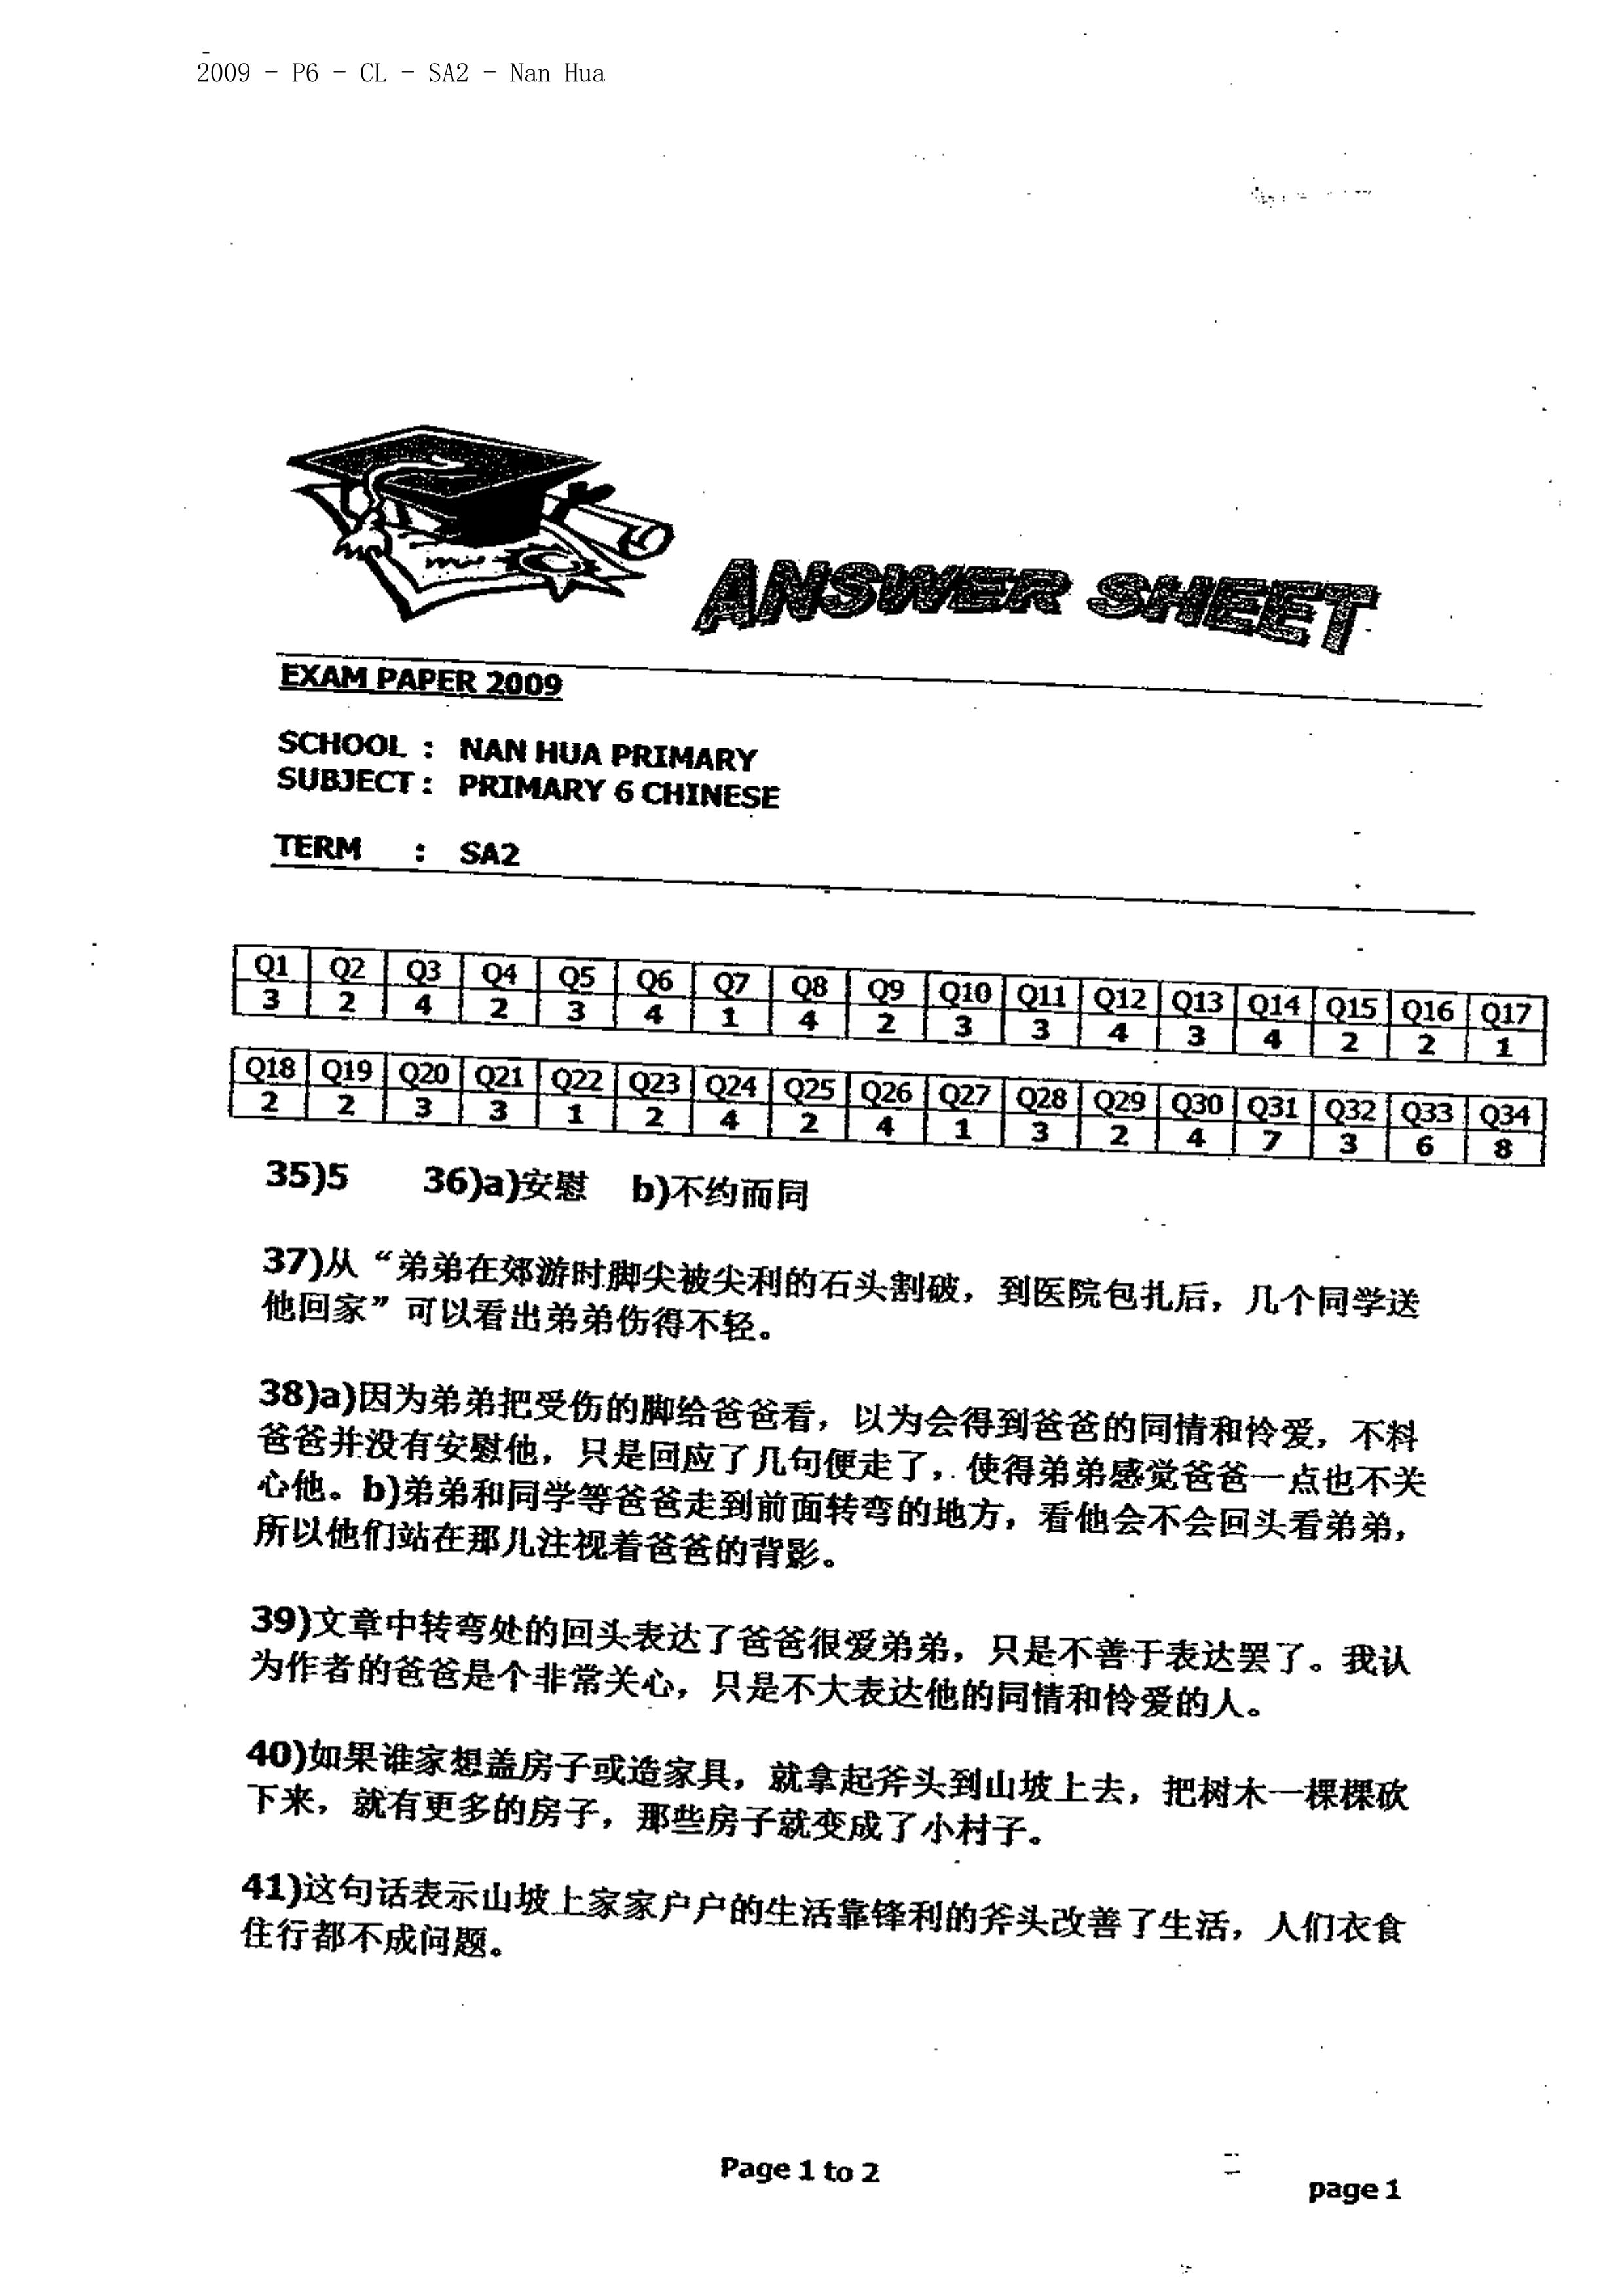 2009 - P6 - CL - SA2 - Nan Hua
ANSWER SHEET
EXAM PAPER 2009
SCHOOL : NAN HUA PRIMARY
SUBJECT : PRIMARY 6 CHINESE
TERM : SA2
Q1 Q2 Q3 Q4 Q5 Q6 Q7 Q8 Q9 Q10 Q11 Q12 Q13 Q14 Q15 Q16 Q17
3 2 4 2 3 4 1 4 2 3 3 4 3 4 2 2 1
Q18 Q19 Q20 Q21 Q22 Q23 Q24 Q25 Q26 Q27 Q28 Q29 Q30 Q31 Q32 Q33 Q34
2 2 3 3 1 2 4 2 4 1 3 2 4 7 3 6 8
35)5 36)a)安慰 b)不约而同
37)从“弟弟在郊游时脚尖被尖利的石头割破，到医院包扎后，几个同学送
他回家”可以看出弟弟伤得不轻。
38)a)因为弟弟把受伤的脚给爸爸看，以为会得到爸爸的同情和怜爱，不料
爸爸并没有安慰他，只是回应了几句便走了，使得弟弟感觉爸爸一点也不关
心他。b)弟弟和同学等爸爸走到前面转弯的地方，看他会不会回头看弟弟，
所以他们站在那儿注视着爸爸的背影。
39)文章中转弯处的回头表达了爸爸很爱弟弟，只是不善于表达罢了。我认
为作者的爸爸是个非常关心，只是不大表达他的同情和怜爱的人。
40)如果谁家想盖房子或造家具，就拿起斧头到山坡上去，把树木一棵棵砍
下来，就有更多的房子，那些房子就变成了小村子。
41)这句话表示山坡上家家户户的生活靠锋利的斧头改善了生活，人们衣食
住行都不成问题。
Page 1 to 2
page 1